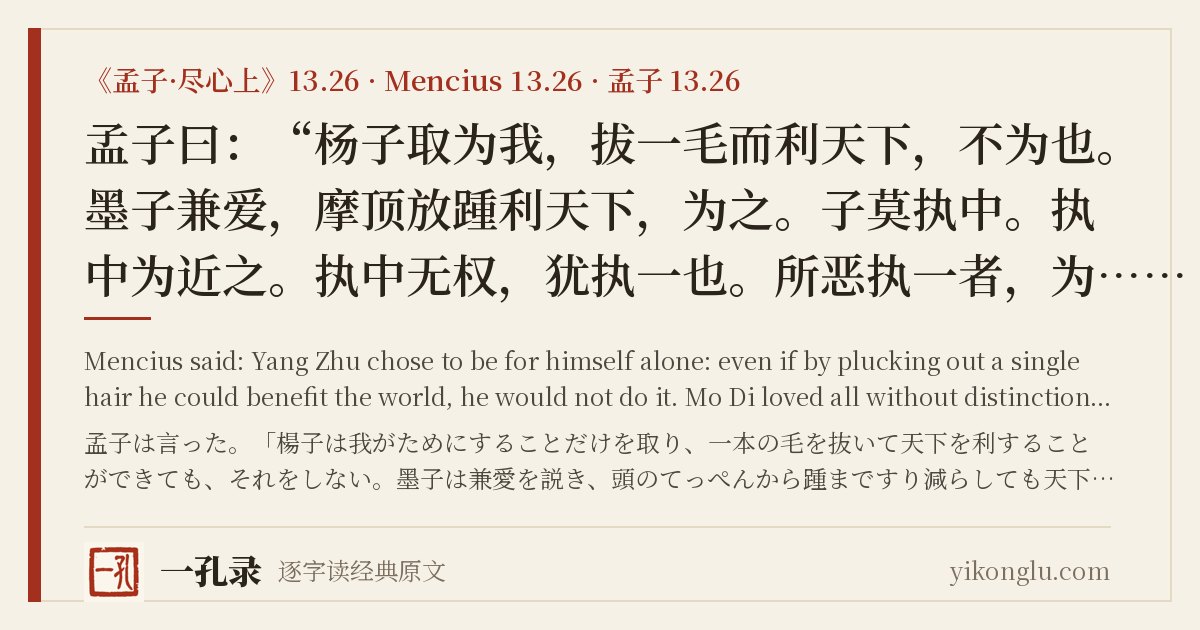 《孟子·尽心上》13.26 · Mencius 13.26 · 孟子 13.26
孟子曰：“杨子取为我，拔一毛而利天下，不为也。
墨子兼爱，摩顶放踵利天下，为之。子莫执中。执
中为近之。执中无权，犹执一也。所恶执一者，为……
Mencius said: Yang Zhu chose to be for himself alone: even if by plucking out a single
hair he could benefit the world, he would not do it. Mo Di loved all without distinction...
孟子は言った。「楊子は我がためにすることだけを取り、一本の毛を抜いて天下を利すること
ができても、それをしない。墨子は兼愛を説き、頭のてっぺんから踵まですり減らしても天下…
一孔
一孔录 逐字读经典原文 yikonglu.com